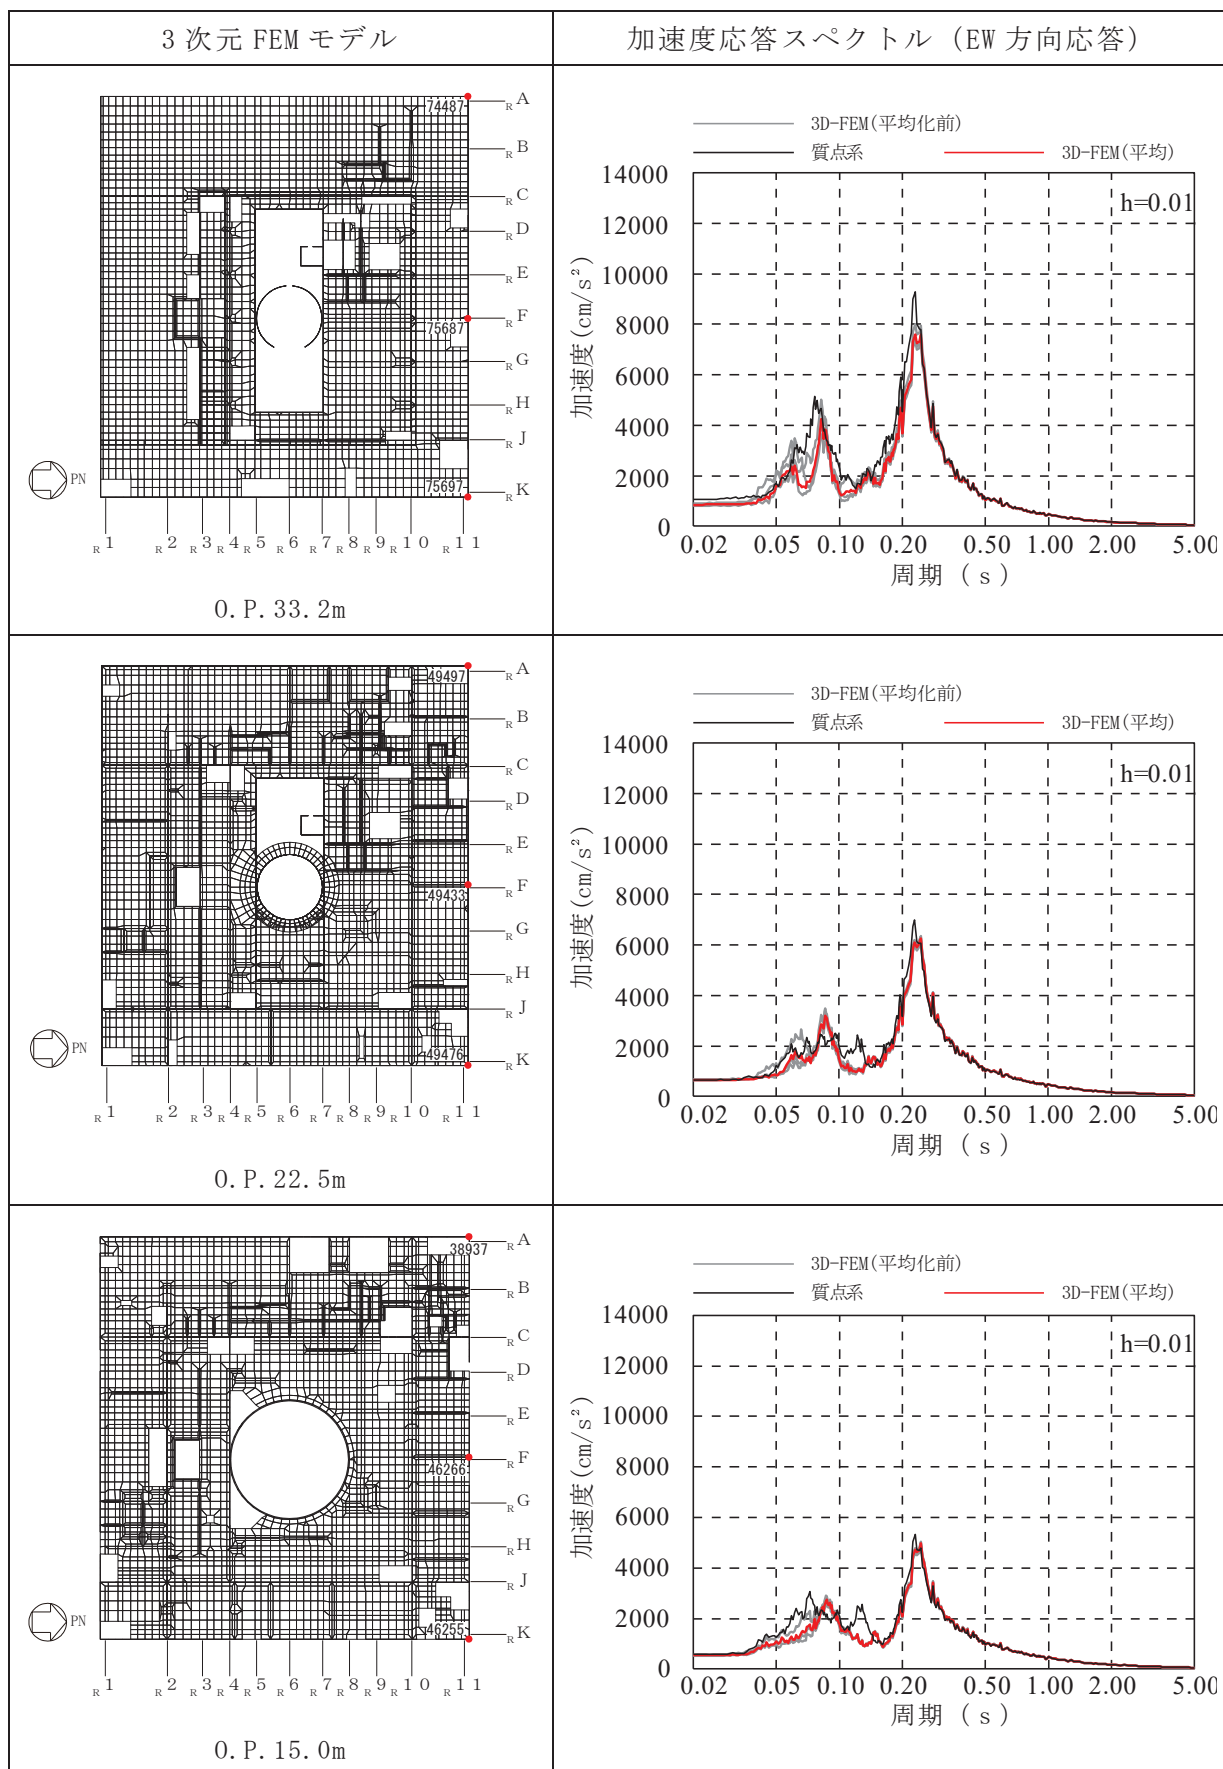 3次元 FEM モデル
加速度応答スペクトル (EW 方向応答)
74487
RA
RB
RC
RD
RE
RF
75687
RG
RH
RJ
75697
RK
PN
R1 R2 R3 R4 R5 R6 R7 R8 R9 R10 R11
O.P.33.2m
3D-FEM(平均化前)
質点系
3D-FEM(平均)
h=0.01
加速度(cm/s²)
14000
12000
10000
8000
6000
4000
2000
0
0.02 0.05 0.10 0.20 0.50 1.00 2.00 5.00
周期 (s)
49497
RA
RB
RC
RD
RE
RF
49433
RG
RH
RJ
49476
RK
PN
R1 R2 R3 R4 R5 R6 R7 R8 R9 R10 R11
O.P.22.5m
3D-FEM(平均化前)
質点系
3D-FEM(平均)
h=0.01
加速度(cm/s²)
14000
12000
10000
8000
6000
4000
2000
0
0.02 0.05 0.10 0.20 0.50 1.00 2.00 5.00
周期 (s)
38937
RA
RB
RC
RD
RE
RF
46266
RG
RH
RJ
46255
RK
PN
R1 R2 R3 R4 R5 R6 R7 R8 R9 R10 R11
O.P.15.0m
3D-FEM(平均化前)
質点系
3D-FEM(平均)
h=0.01
加速度(cm/s²)
14000
12000
10000
8000
6000
4000
2000
0
0.02 0.05 0.10 0.20 0.50 1.00 2.00 5.00
周期 (s)